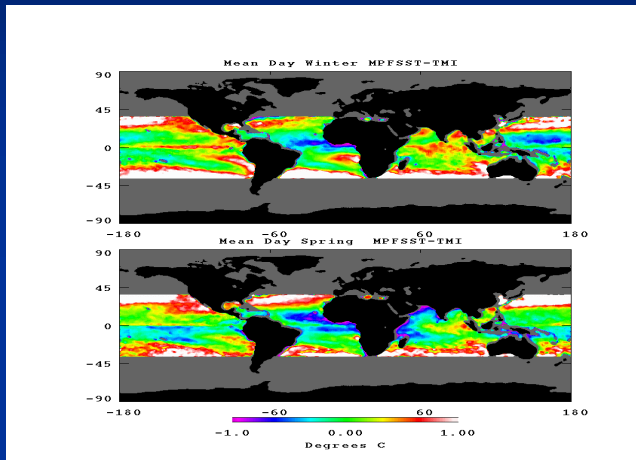 Mean Day Winter MPFSST-TMI
90
45
0
-45
-90
-180 -60 60 180
Mean Day Spring MPFSST-TMI
90
45
0
-45
-90
-180 -60 60 180
-1.0 0.00 1.00
Degrees C